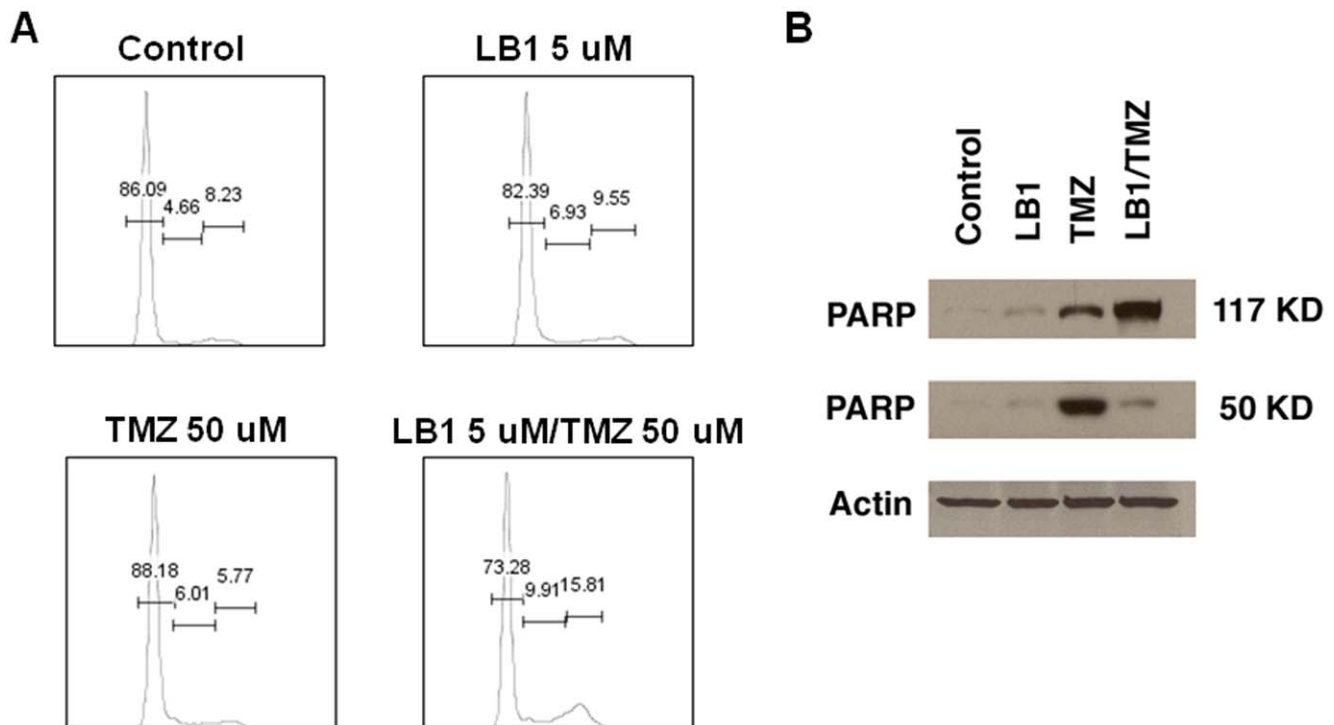 A
Control
86.09
4.66
8.23
LB1 5 uM
82.39
6.93
9.55
TMZ 50 uM
88.18
6.01
5.77
LB1 5 uM/TMZ 50 uM
73.28
9.91
15.81
B
Control
LB1
TMZ
LB1/TMZ
PARP 117 KD
PARP 50 KD
Actin